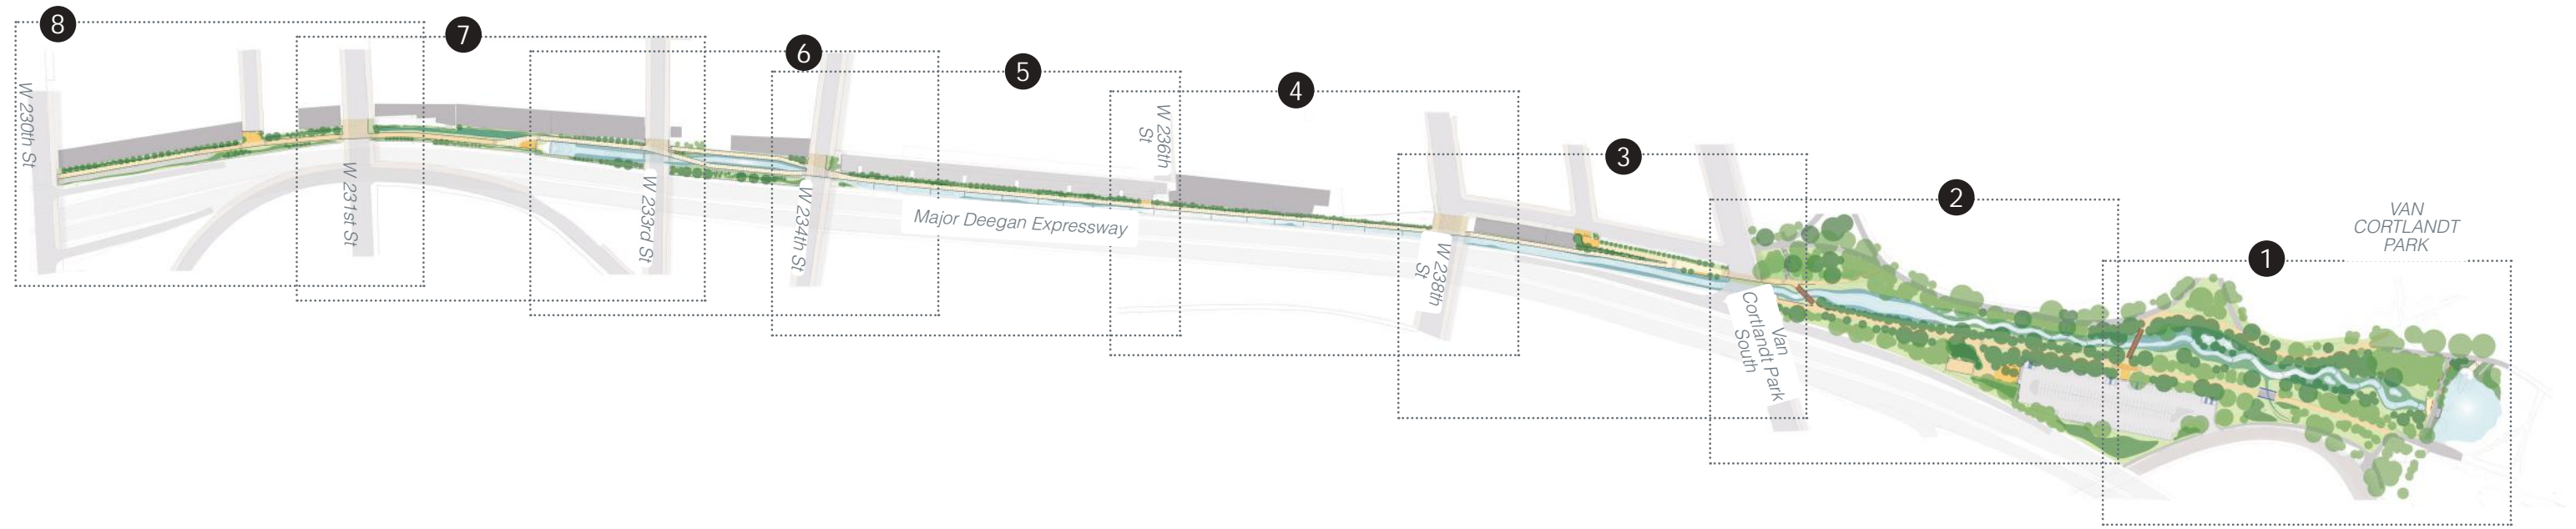 8
7
6
5
4
3
2
1
W 230th St
W 231st St
W 233rd St
W 234th St
Major Deegan Expressway
W 236th
St
W 238th
St
Van
Cortlandt Park
South
VAN
CORTLANDT
PARK